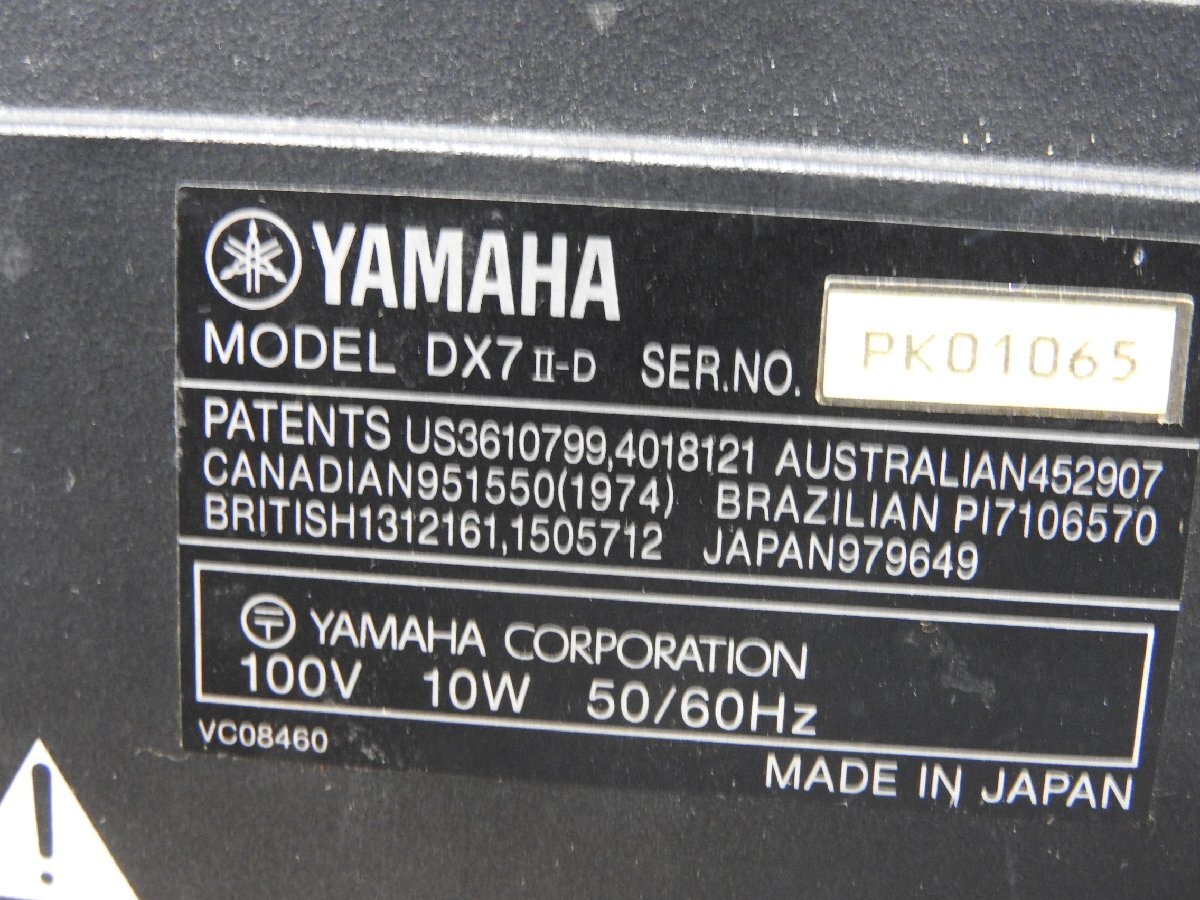 YAMAHA
MODEL DX7 II-D SER.NO. PK01065
PATENTS US3610799,4018121 AUSTRALIAN452907
CANADIAN951550(1974) BRAZILIAN PI7106570
BRITISH1312161,1505712 JAPAN979649
〒 YAMAHA CORPORATION
100V 10W 50/60Hz
VC08460
MADE IN JAPAN
!